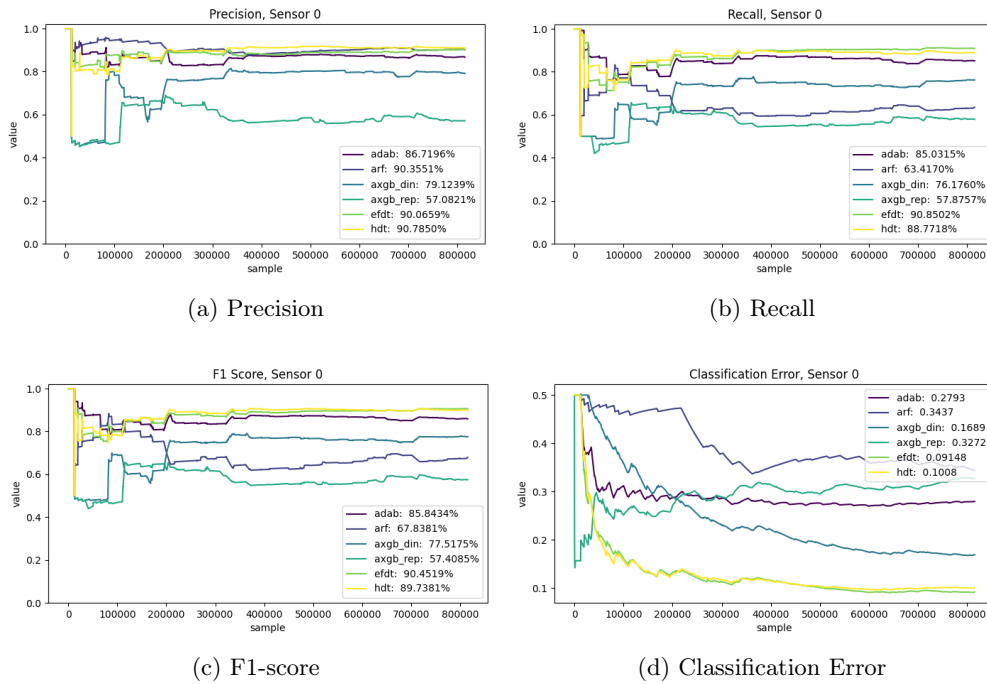 Precision, Sensor 0
1.0
0.8
0.6
0.4
0.2
0.0
value
adab: 86.7196%
arf: 90.3551%
axgb_din: 79.1239%
axgb_rep: 57.0821%
efdt: 90.0659%
hdt: 90.7850%
0 100000 200000 300000 400000 500000 600000 700000 800000
sample
(a) Precision
Recall, Sensor 0
1.0
0.8
0.6
0.4
0.2
0.0
value
adab: 85.0315%
arf: 63.4170%
axgb_din: 76.1760%
axgb_rep: 57.8757%
efdt: 90.8502%
hdt: 88.7718%
0 100000 200000 300000 400000 500000 600000 700000 800000
sample
(b) Recall
F1 Score, Sensor 0
1.0
0.8
0.6
0.4
0.2
0.0
value
adab: 85.8434%
arf: 67.8381%
axgb_din: 77.5175%
axgb_rep: 57.4085%
efdt: 90.4519%
hdt: 89.7381%
0 100000 200000 300000 400000 500000 600000 700000 800000
sample
(c) F1-score
Classification Error, Sensor 0
0.5
0.4
0.3
0.2
0.1
value
adab: 0.2793
arf: 0.3437
axgb_din: 0.1689
axgb_rep: 0.3272
efdt: 0.09148
hdt: 0.1008
0 100000 200000 300000 400000 500000 600000 700000 800000
sample
(d) Classification Error